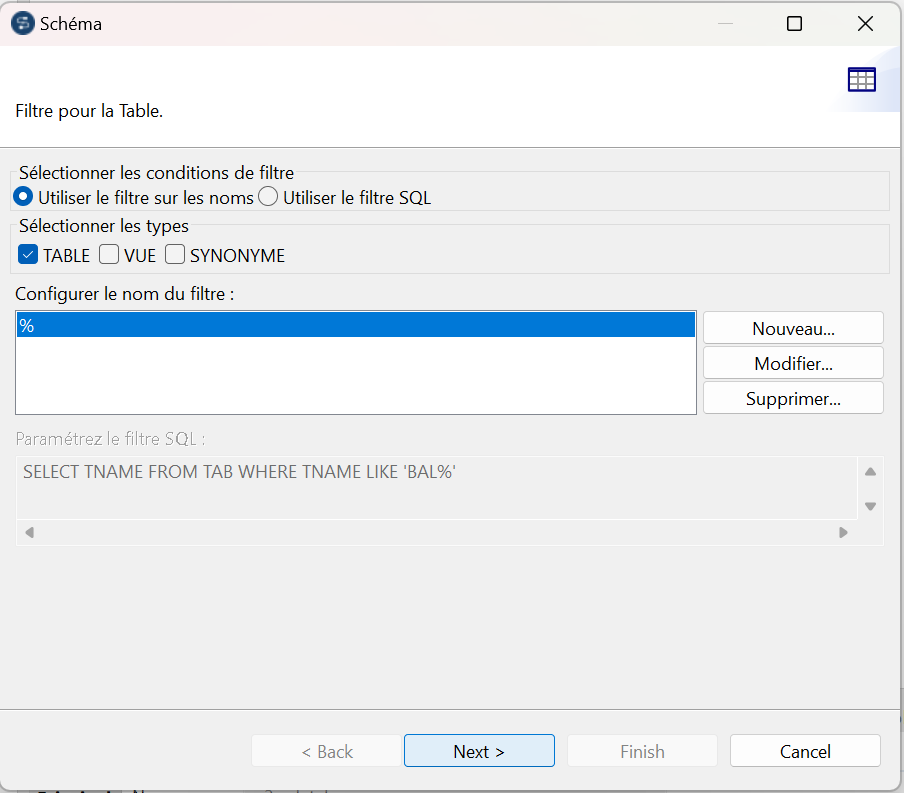 Schéma
Filtre pour la Table.
Sélectionner les conditions de filtre
Utiliser le filtre sur les noms Utiliser le filtre SQL
Sélectionner les types
TABLE VUE SYNONYME
Configurer le nom du filtre :
%
Nouveau...
Modifier...
Supprimer...
Paramétrez le filtre SQL :
SELECT TNAME FROM TAB WHERE TNAME LIKE 'BAL%'
< Back Next > Finish Cancel